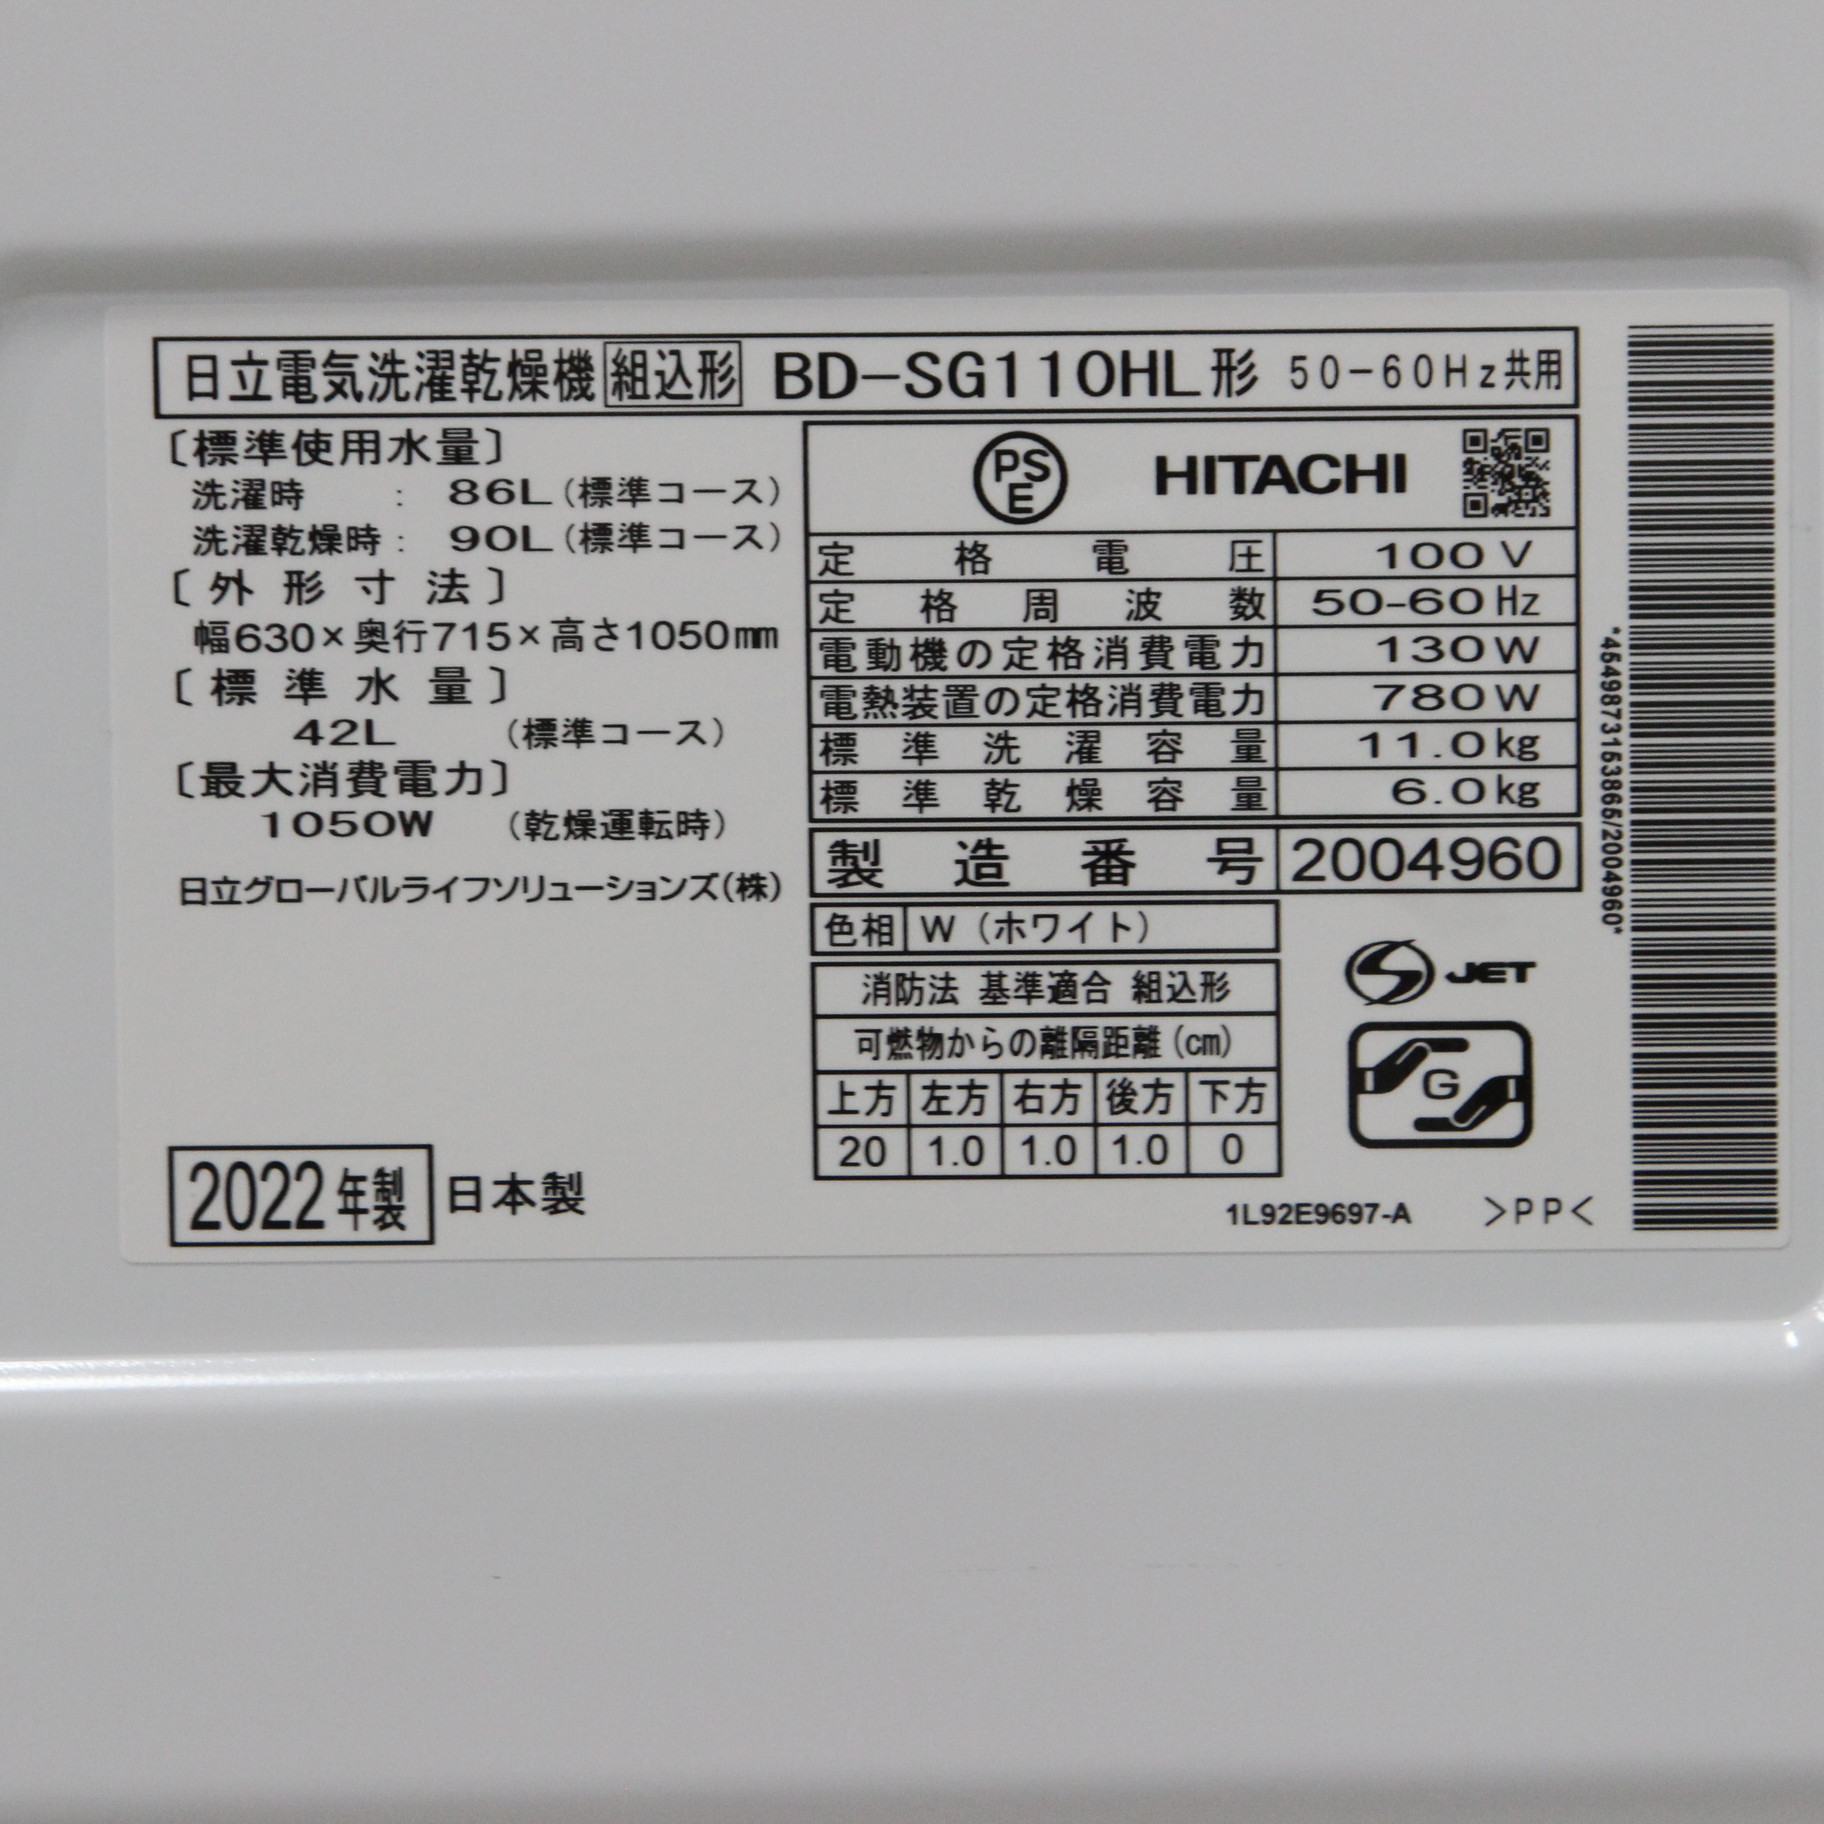 日立電気洗濯乾燥機 組込形 BD-SG110HL形 50-60Hz共用
〔標準使用水量〕
洗濯時 : 86L(標準コース)
洗濯乾燥時: 90L(標準コース)
〔外形寸法〕
幅630×奥行715×高さ1050mm
〔標準水量〕
42L (標準コース)
〔最大消費電力〕
1050W (乾燥運転時)
日立グローバルライフソリューションズ(株)
2022年製 日本製
PSE HITACHI
定格電圧 100V
定格周波数 50-60Hz
電動機の定格消費電力 130W
電熱装置の定格消費電力 780W
標準洗濯容量 11.0kg
標準乾燥容量 6.0kg
製造番号 2004960
色相 W(ホワイト)
消防法 基準適合 組込形
可燃物からの離隔距離(cm)
上方 左方 右方 後方 下方
20 1.0 1.0 1.0 0
S JET
G
1L92E9697-A >PP<
*4549873153865/2004960*